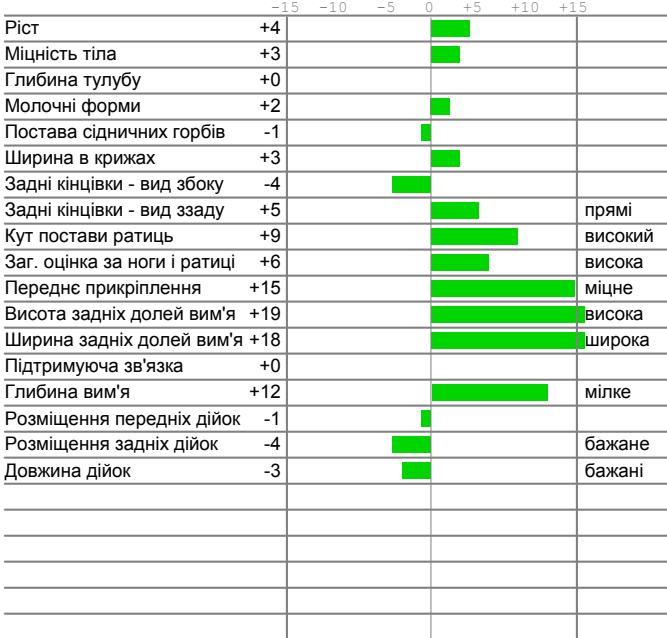 -15 -10 -5 0 +5 +10 +15
Ріст +4
Міцність тіла +3
Глибина тулубу +0
Молочні форми +2
Постава сідничних горбів -1
Ширина в крижах +3
Задні кінцівки - вид збоку -4
Задні кінцівки - вид ззаду +5 прямі
Кут постави ратиць +9 високий
Заг. оцінка за ноги і ратиці +6 висока
Переднє прикріплення +15 міцне
Висота задніх долей вим'я +19 висока
Ширина задніх долей вим'я +18 широка
Підтримуюча зв'язка +0
Глибина вим'я +12 мілке
Розміщення передніх дійок -1
Розміщення задніх дійок -4 бажане
Довжина дійок -3 бажані